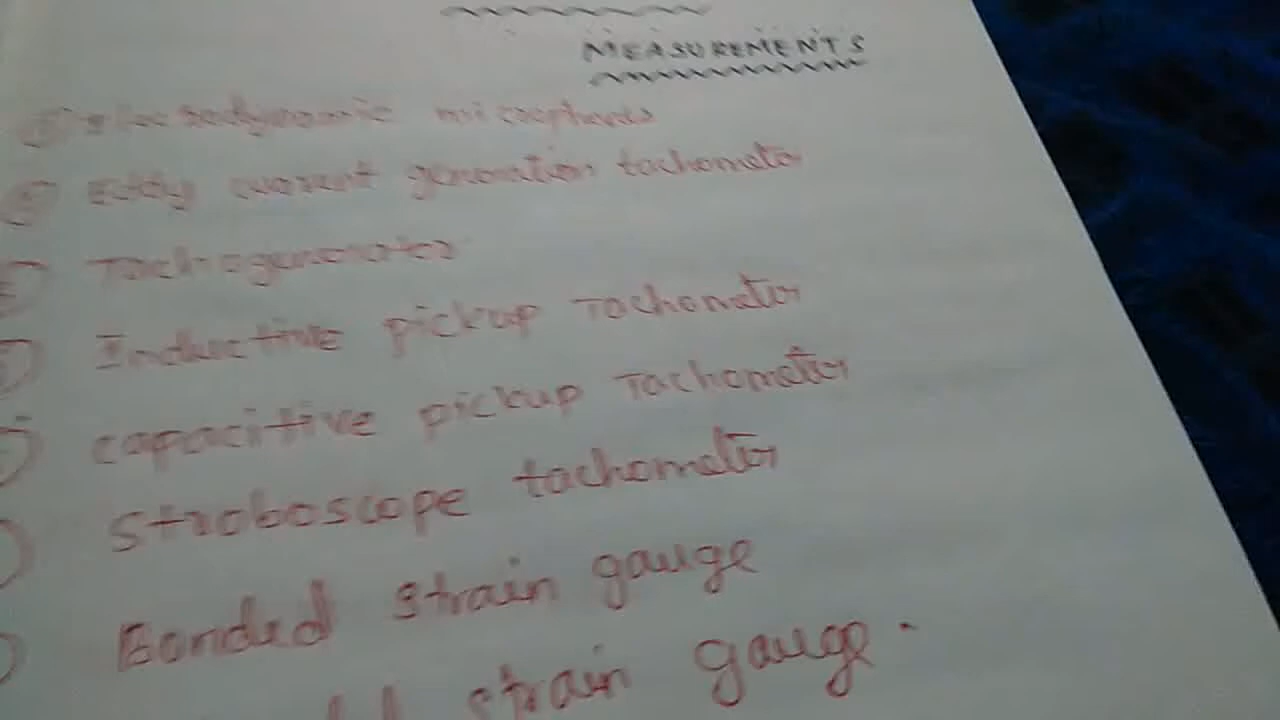 MEASUREMENTS
Electrodynamic microphones
Eddy current generation tachometer
Tachogenerator
Inductive pickup Tachometer
capacitive pickup Tachometer
Stroboscope tachometer
Bonded strain gauge
strain gauge.